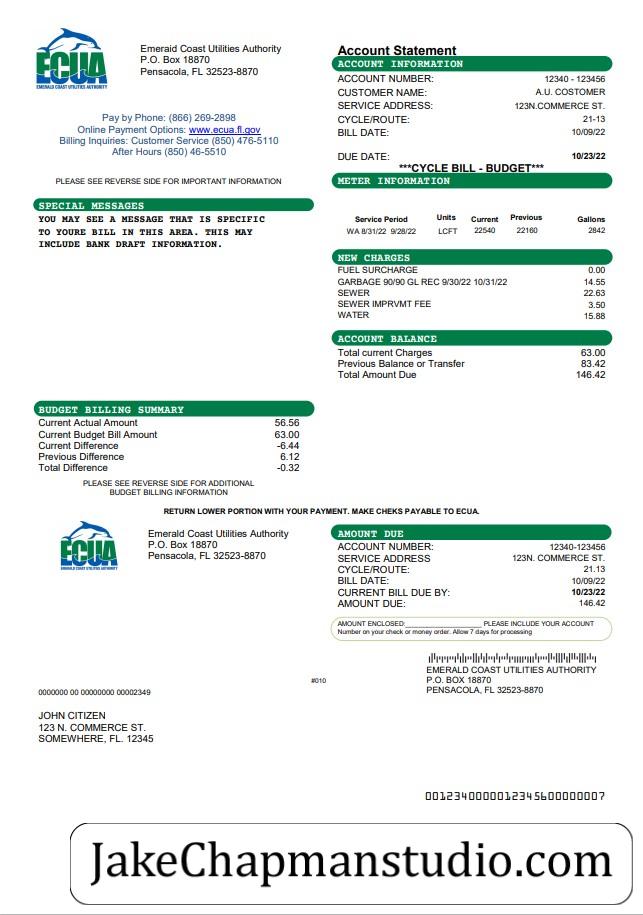 ECUA
EMERALD COAST UTILITIES AUTHORITY
Emerald Coast Utilities Authority
P.O. Box 18870
Pensacola, FL 32523-8870
Pay by Phone: (866) 269-2898
Online Payment Options: www.ecua.fl.gov
Billing Inquiries: Customer Service (850) 476-5110
After Hours (850) 46-5510
PLEASE SEE REVERSE SIDE FOR IMPORTANT INFORMATION
Account Statement
ACCOUNT INFORMATION
ACCOUNT NUMBER: 12340 - 123456
CUSTOMER NAME: A.U. COSTOMER
SERVICE ADDRESS: 123N.COMMERCE ST.
CYCLE/ROUTE: 21-13
BILL DATE: 10/09/22
DUE DATE: 10/23/22
***CYCLE BILL - BUDGET***
METER INFORMATION
Service Period Units Current Previous Gallons
WA 8/31/22 9/28/22 LCFT 22540 22160 2842
SPECIAL MESSAGES
YOU MAY SEE A MESSAGE THAT IS SPECIFIC
TO YOURE BILL IN THIS AREA. THIS MAY
INCLUDE BANK DRAFT INFORMATION.
NEW CHARGES
FUEL SURCHARGE 0.00
GARBAGE 90/90 GL REC 9/30/22 10/31/22 14.55
SEWER 22.63
SEWER IMPRVMT FEE 3.50
WATER 15.88
ACCOUNT BALANCE
Total current Charges 63.00
Previous Balance or Transfer 83.42
Total Amount Due 146.42
BUDGET BILLING SUMMARY
Current Actual Amount 56.56
Current Budget Bill Amount 63.00
Current Difference -6.44
Previous Difference 6.12
Total Difference -0.32
PLEASE SEE REVERSE SIDE FOR ADDITIONAL
BUDGET BILLING INFORMATION
RETURN LOWER PORTION WITH YOUR PAYMENT. MAKE CHEKS PAYABLE TO ECUA.
ECUA
EMERALD COAST UTILITIES AUTHORITY
Emerald Coast Utilities Authority
P.O. Box 18870
Pensacola, FL 32523-8870
AMOUNT DUE
ACCOUNT NUMBER: 12340-123456
SERVICE ADDRESS 123N. COMMERCE ST.
CYCLE/ROUTE: 21.13
BILL DATE: 10/09/22
CURRENT BILL DUE BY: 10/23/22
AMOUNT DUE: 146.42
AMOUNT ENCLOSED:____________________ PLEASE INCLUDE YOUR ACCOUNT
Number on your check or money order. Allow 7 days for processing
EMERALD COAST UTILITIES AUTHORITY
P.O. BOX 18870
PENSACOLA, FL 32523-8870
#010
0000000 00 00000000 00002349
JOHN CITIZEN
123 N. COMMERCE ST.
SOMEWHERE, FL. 12345
001234000001234560000000７
JakeChapmanstudio.com